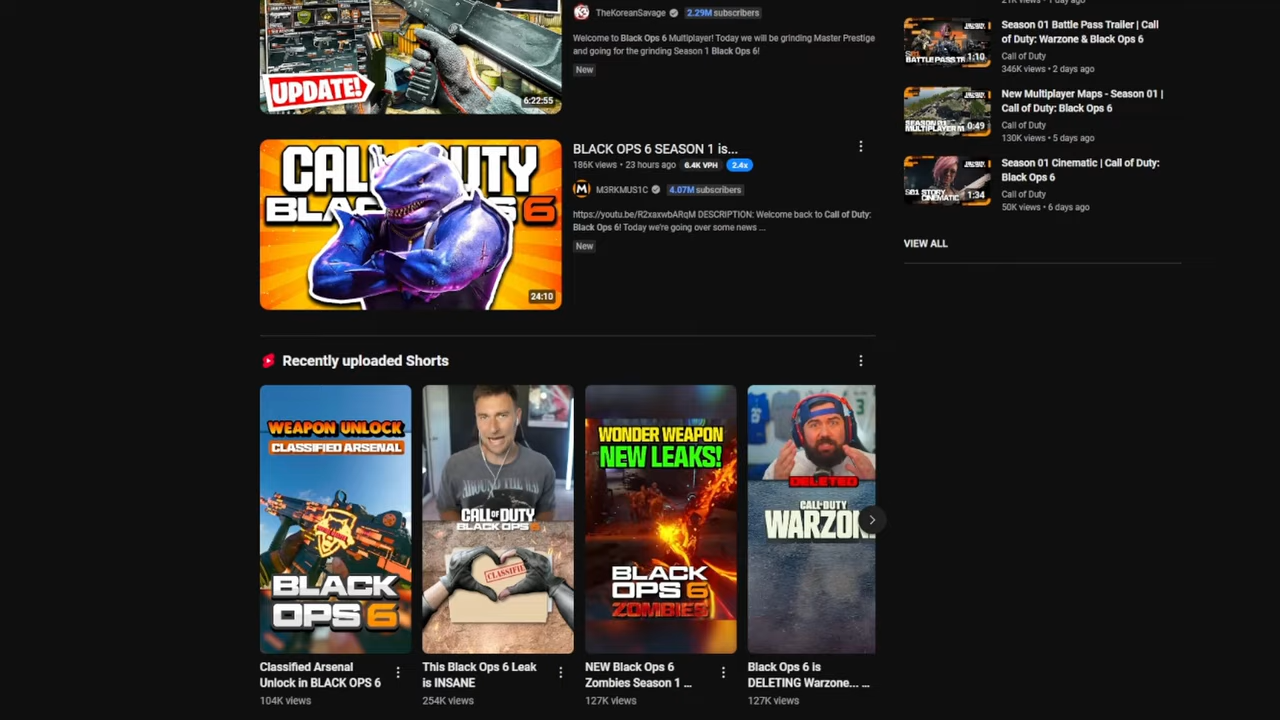 UPDATE!
6:22:55
TheKoreanSavage
2.29M subscribers
Welcome to Black Ops 6 Multiplayer! Today we will be grinding Master Prestige
and going for the grinding Season 1 Black Ops 6!
New
CALL DUTY
6
24:10
BLACK OPS 6 SEASON 1 is...
186K views • 23 hours ago
6.4K VPH
2.4x
M3RKMUS1C
4.07M subscribers
https://youtu.be/R2xaxwbARqM DESCRIPTION: Welcome back to Call of Duty:
Black Ops 6! Today we're going over some news ...
New
Season 01 Battle Pass Trailer | Call
of Duty: Warzone & Black Ops 6
Call of Duty
346K views • 2 days ago
1:10
New Multiplayer Maps - Season 01 |
Call of Duty: Black Ops 6
Call of Duty
130K views • 5 days ago
0:49
Season 01 Cinematic | Call of Duty:
Black Ops 6
Call of Duty
50K views • 6 days ago
1:34
VIEW ALL
Recently uploaded Shorts
WEAPON UNLOCK
CLASSIFIED ARSENAL
BLACK
OPS 6
Classified Arsenal
Unlock in BLACK OPS 6
104K views
CALL OF DUTY
BLACK OPS 6
CLASSIFIED
This Black Ops 6 Leak
is INSANE
254K views
WONDER WEAPON
NEW LEAKS!
BLACK
OPS 6
ZOMBIES
NEW Black Ops 6
Zombies Season 1 ...
127K views
DELETED
CALL OF DUTY
Black Ops 6 is
DELETING Warzone... ...
127K views